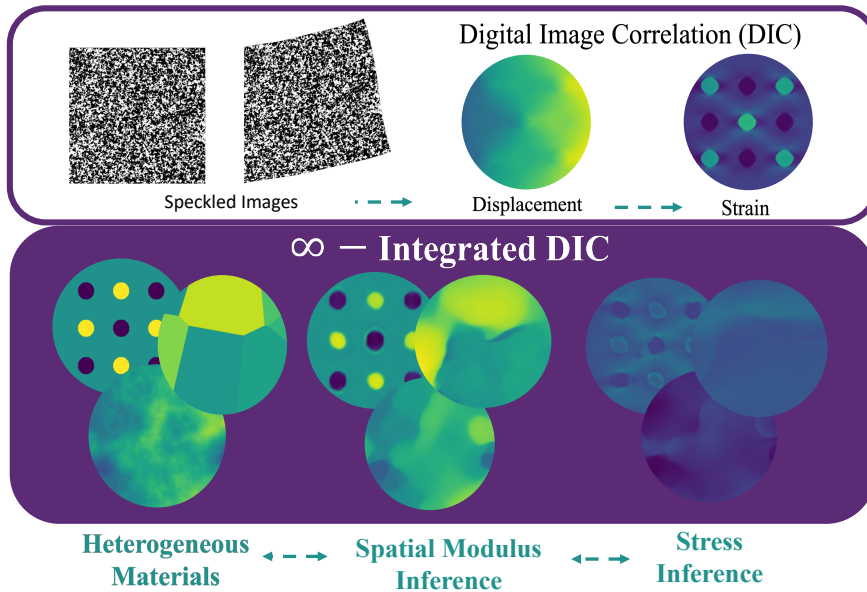 Digital Image Correlation (DIC)
Speckled Images
Displacement
Strain
∞ – Integrated DIC
Heterogeneous
Materials
Spatial Modulus
Inference
Stress
Inference